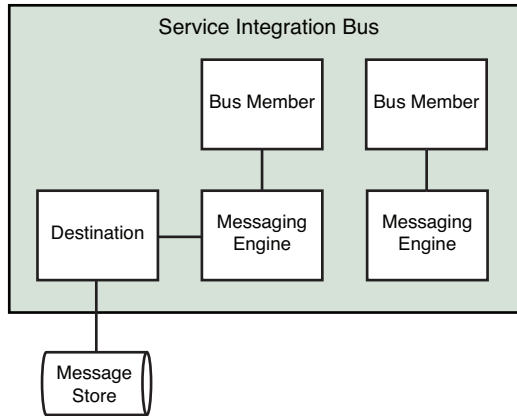 Service Integration Bus
Bus Member
Bus Member
Destination
Messaging
Engine
Messaging
Engine
Message
Store